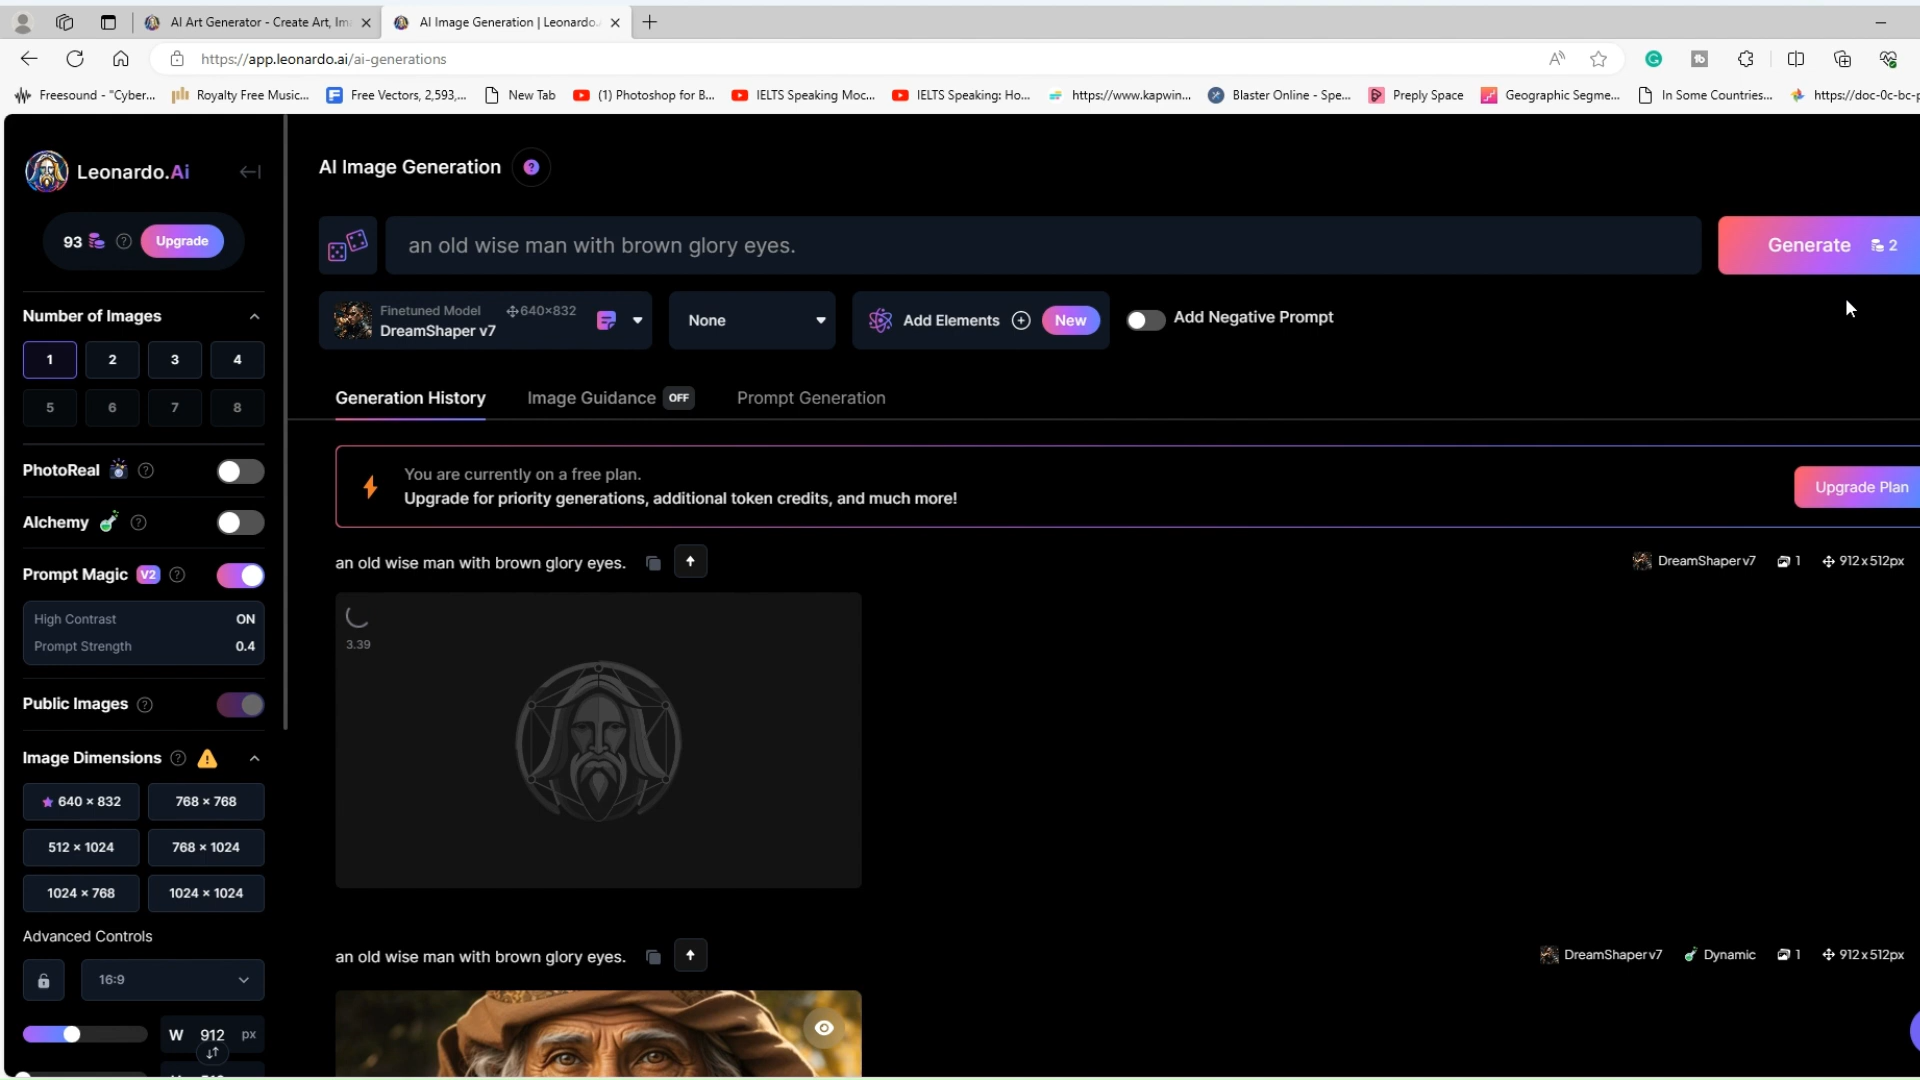 AI Art Generator - Create Art, Im
AI Image Generation | Leonardo.
https://app.leonardo.ai/ai-generations
Freesound - "Cyber...
Royalty Free Music...
Free Vectors, 2,593,...
New Tab
(1) Photoshop for B...
IELTS Speaking Moc...
IELTS Speaking: Ho...
https://www.kapwin...
Blaster Online - Spe...
Preply Space
Geographic Segme...
In Some Countries...
https://doc-0c-bc-p
Leonardo.Ai
93 Upgrade
Number of Images
1 2 3 4
5 6 7 8
PhotoReal
Alchemy
Prompt Magic V2
High Contrast ON
Prompt Strength 0.4
Public Images
Image Dimensions
640 × 832 768 × 768
512 × 1024 768 × 1024
1024 × 768 1024 × 1024
Advanced Controls
16:9
W 912 px
AI Image Generation ?
an old wise man with brown glory eyes.
Generate 2
Finetuned Model 640×832
DreamShaper v7
None
Add Elements New
Add Negative Prompt
Generation History Image Guidance OFF Prompt Generation
You are currently on a free plan.
Upgrade for priority generations, additional token credits, and much more!
Upgrade Plan
an old wise man with brown glory eyes.
DreamShaper v7 1 912 x 512px
3.39
an old wise man with brown glory eyes.
DreamShaper v7 Dynamic 1 912 x 512px